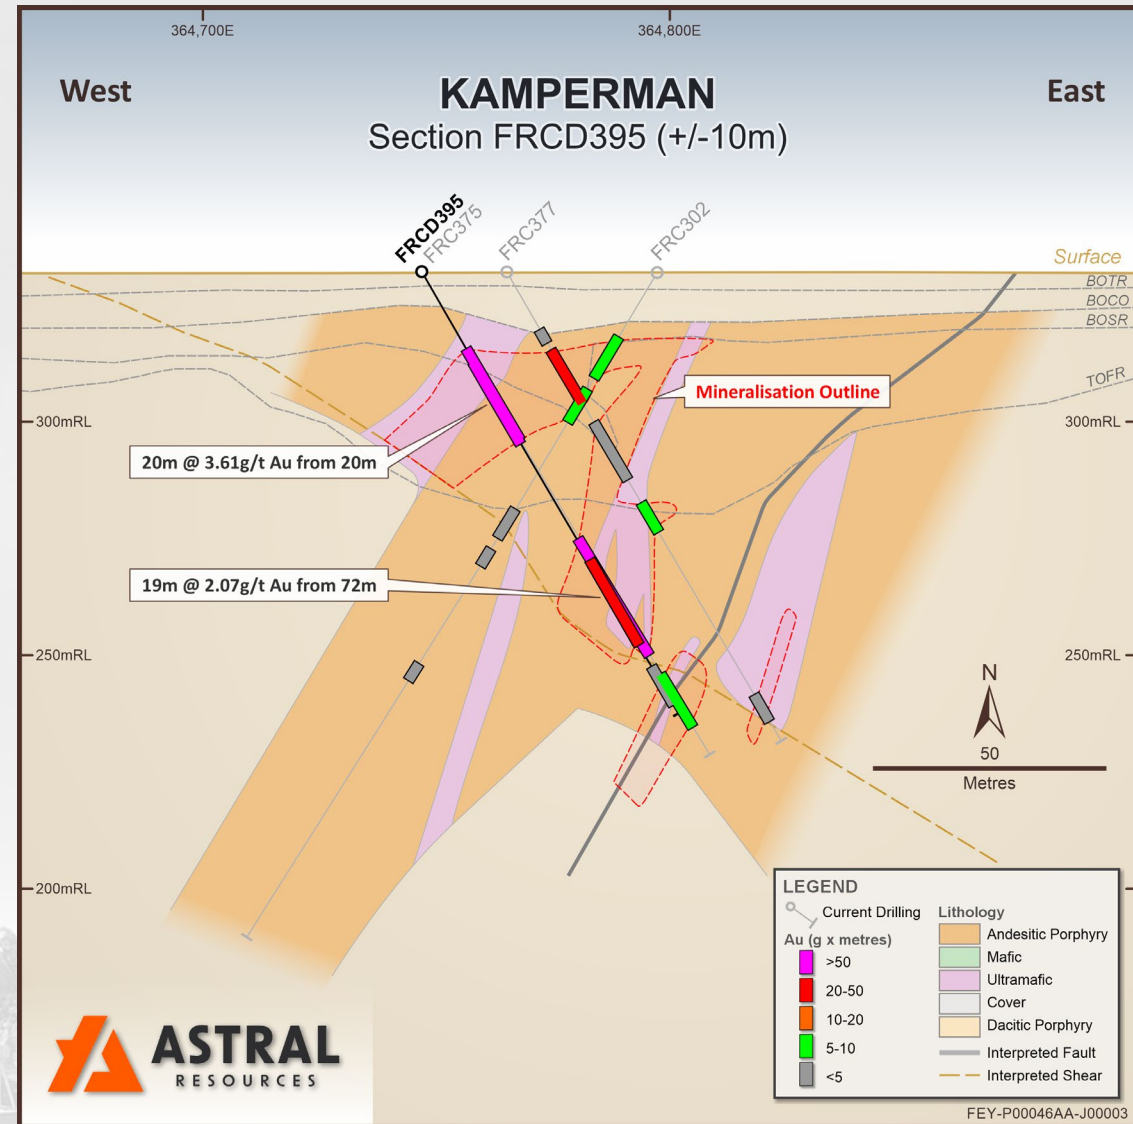 364,700E
364,800E
West
KAMPERMAN
East
Section FRCD395 (+/-10m)
FRCD395
FRC375
FRC377
FRC302
Surface
BOTR
BOCO
BOSR
TOFR
Mineralisation Outline
300mRL
300mRL
20m @ 3.61g/t Au from 20m
19m @ 2.07g/t Au from 72m
250mRL
250mRL
N
50
Metres
200mRL
LEGEND
Current Drilling
Au (g x metres)
>50
20-50
10-20
5-10
<5
Lithology
Andesitic Porphyry
Mafic
Ultramafic
Cover
Dacitic Porphyry
Interpreted Fault
Interpreted Shear
ASTRAL
RESOURCES
FEY-P00046AA-J00003